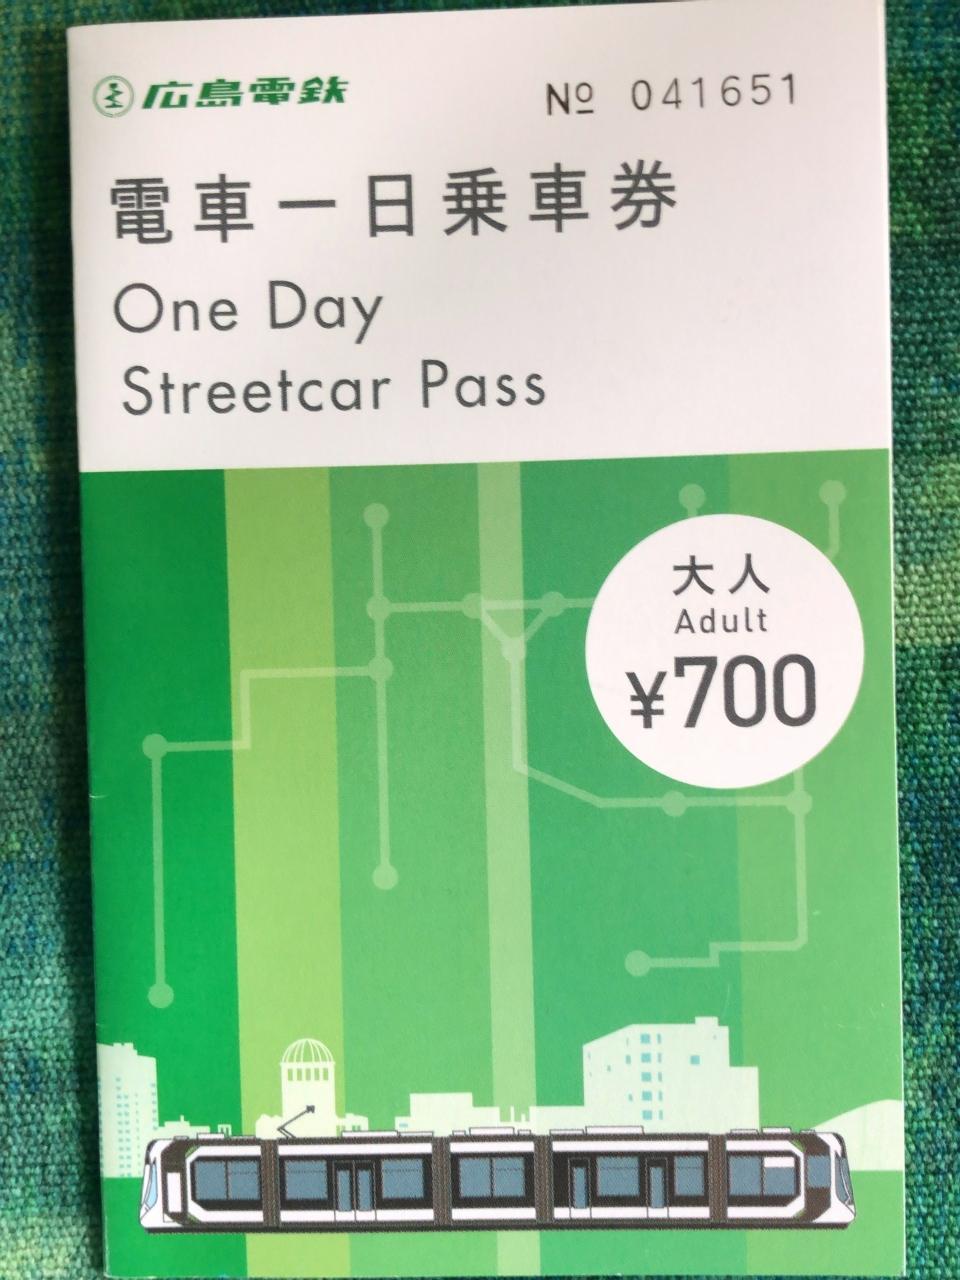 広島電鉄
№ 041651
電車一日乗車券
One Day
Streetcar Pass
大人
Adult
¥700